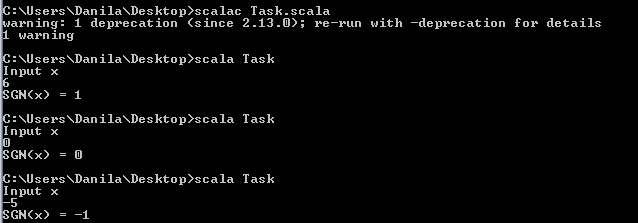 C:\Users\Danila\Desktop>scalac Task.scala
warning: 1 deprecation (since 2.13.0); re-run with -deprecation for details
1 warning
C:\Users\Danila\Desktop>scala Task
Input x
6
SGN(x) = 1
C:\Users\Danila\Desktop>scala Task
Input x
0
SGN(x) = 0
C:\Users\Danila\Desktop>scala Task
Input x
-5
SGN(x) = -1